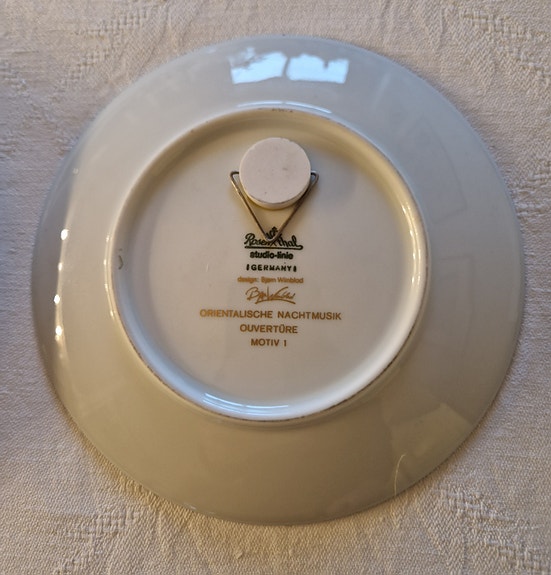 Rosenthal
studio-linie
GERMANY
design: Bjørn Wiinblad
ORIENTALISCHE NACHTMUSIK
OUVERTÜRE
MOTIV 1